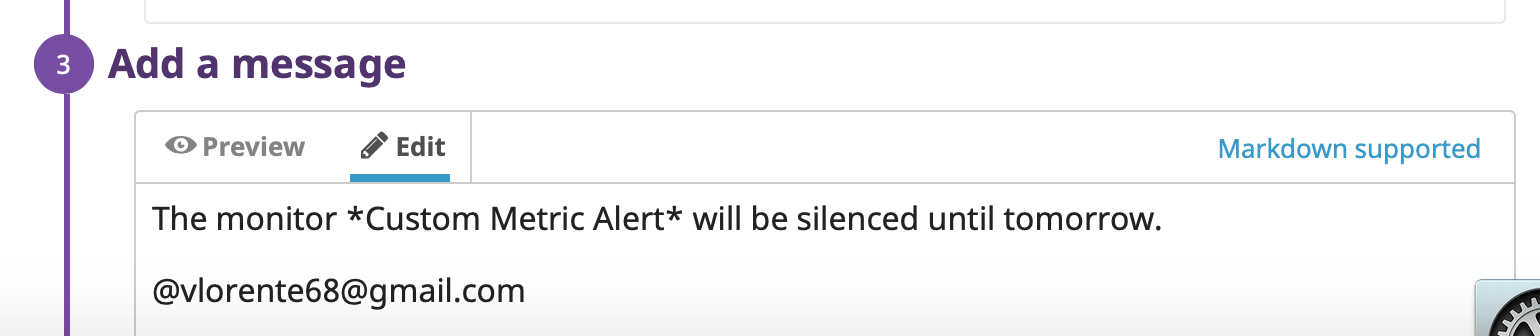 3 Add a message
Preview Edit Markdown supported
The monitor *Custom Metric Alert* will be silenced until tomorrow.
@vlorente68@gmail.com